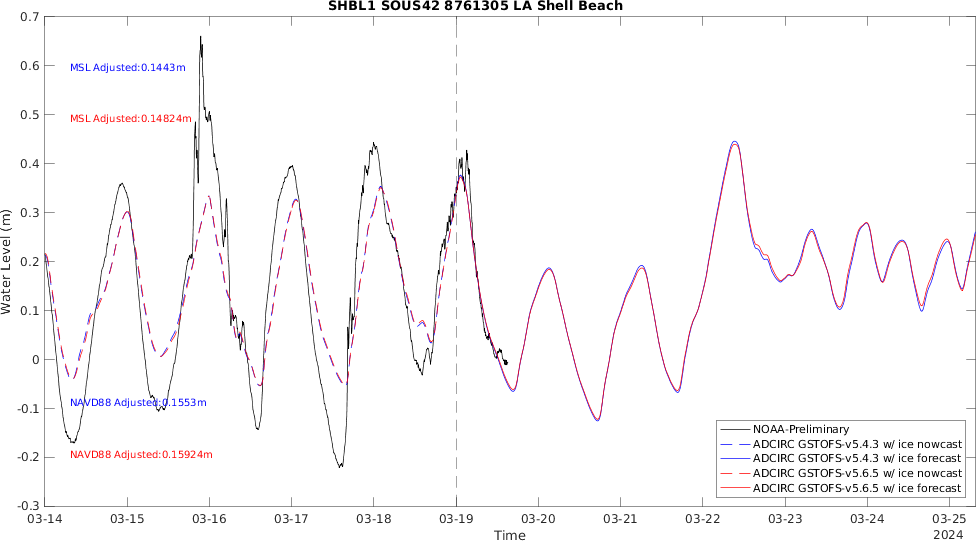 SHBL1 SOUS42 8761305 LA Shell Beach
0.7
0.6
0.5
0.4
0.3
0.2
0.1
0
-0.1
-0.2
-0.3
Water Level (m)
MSL Adjusted:0.1443m
MSL Adjusted:0.14824m
NAVD88 Adjusted:0.1553m
NAVD88 Adjusted:0.15924m
NOAA-Preliminary
ADCIRC GSTOFS-v5.4.3 w/ ice nowcast
ADCIRC GSTOFS-v5.4.3 w/ ice forecast
ADCIRC GSTOFS-v5.6.5 w/ ice nowcast
ADCIRC GSTOFS-v5.6.5 w/ ice forecast
03-14 03-15 03-16 03-17 03-18 03-19 03-20 03-21 03-22 03-23 03-24 03-25
2024
Time